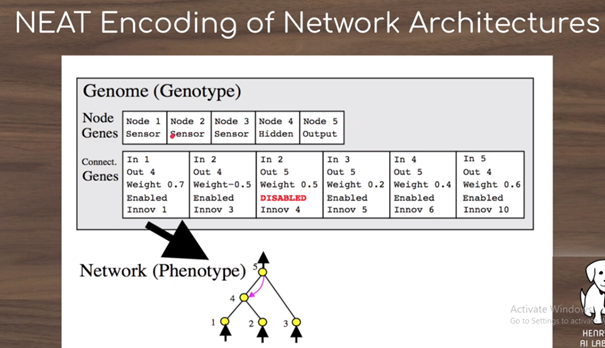 NEAT Encoding of Network Architectures
Genome (Genotype)
Node Genes
Node 1 Sensor
Node 2 Sensor
Node 3 Sensor
Node 4 Hidden
Node 5 Output
Connect. Genes
In 1
Out 4
Weight 0.7
Enabled
Innov 1
In 2
Out 4
Weight-0.5
Enabled
Innov 3
In 2
Out 5
Weight 0.5
DISABLED
Innov 4
In 3
Out 5
Weight 0.2
Enabled
Innov 5
In 4
Out 5
Weight 0.4
Enabled
Innov 6
In 5
Out 4
Weight 0.6
Enabled
Innov 10
Network (Phenotype)
5
4
1
2
3
Activate Windows
Go to Settings to activa
HENR
AI LAB